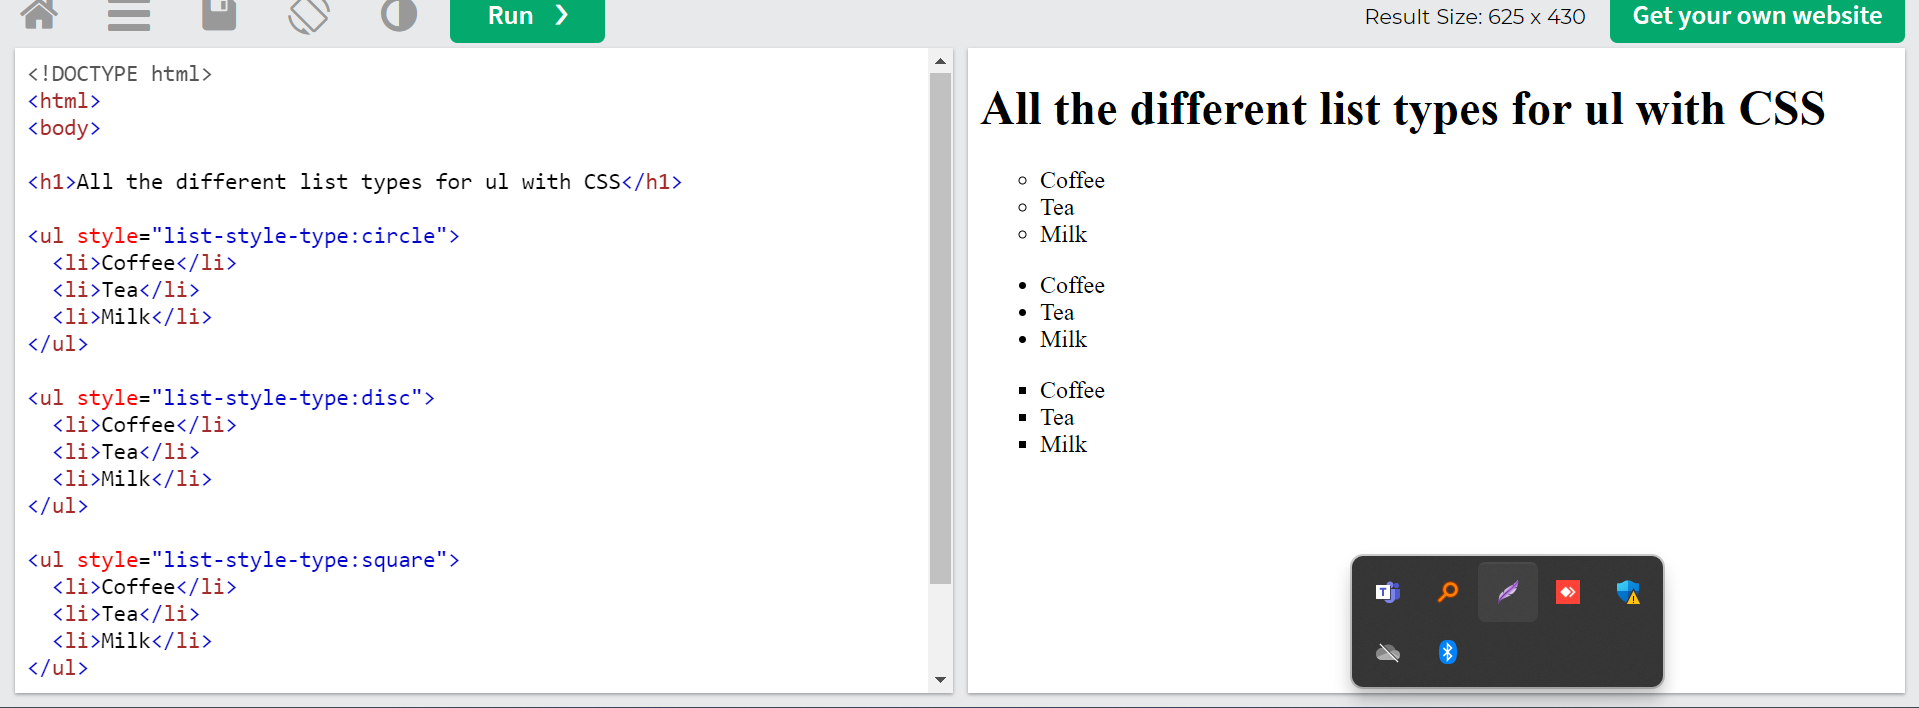 Run ❯
Result Size: 625 x 430
Get your own website
<!DOCTYPE html>
<html>
<body>
<h1>All the different list types for ul with CSS</h1>
<ul style="list-style-type:circle">
  <li>Coffee</li>
  <li>Tea</li>
  <li>Milk</li>
</ul>
<ul style="list-style-type:disc">
  <li>Coffee</li>
  <li>Tea</li>
  <li>Milk</li>
</ul>
<ul style="list-style-type:square">
  <li>Coffee</li>
  <li>Tea</li>
  <li>Milk</li>
</ul>
All the different list types for ul with CSS
Coffee
Tea
Milk
Coffee
Tea
Milk
Coffee
Tea
Milk
T